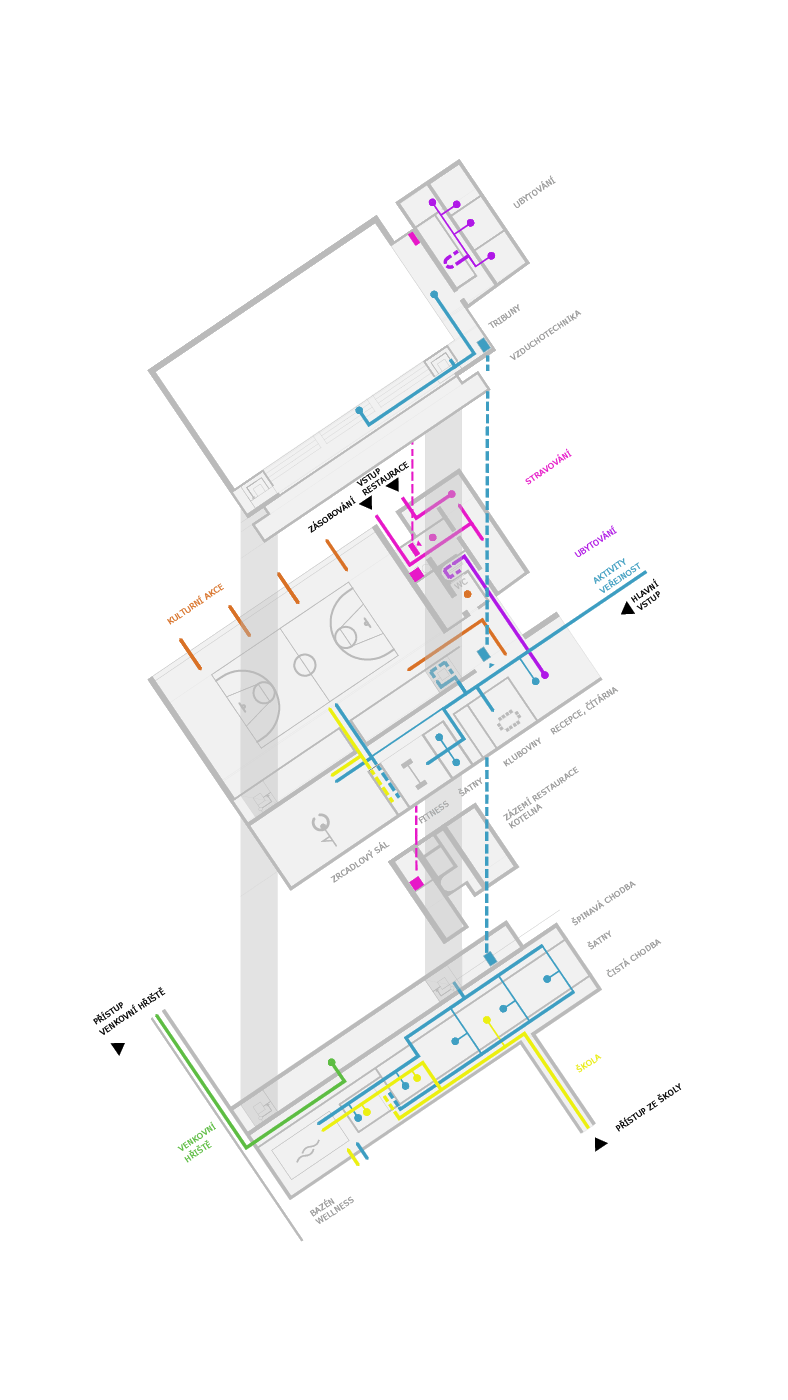 UBYTOVÁNÍ
TRIBUNY
VZDUCHOTECHNIKA
STRAVOVÁNÍ
VSTUP
RESTAURACE
ZÁSOBOVÁNÍ
UBYTOVÁNÍ
AKTIVITY
VEŘEJNOST
HLAVNÍ
VSTUP
KULTURNÍ AKCE
WC
RECEPCE, ČÍTÁRNA
KLUBOVNY
ŠATNY
FITNESS
ZRCADLOVÝ SÁL
ZÁZEMÍ RESTAURACE
KOTELNA
ŠPINAVÁ CHODBA
ŠATNY
ČISTÁ CHODBA
PŘÍSTUP
VENKOVNÍ HŘIŠTĚ
ŠKOLA
PŘÍSTUP ZE ŠKOLY
VENKOVNÍ
HŘIŠTĚ
BAZÉN
WELLNESS